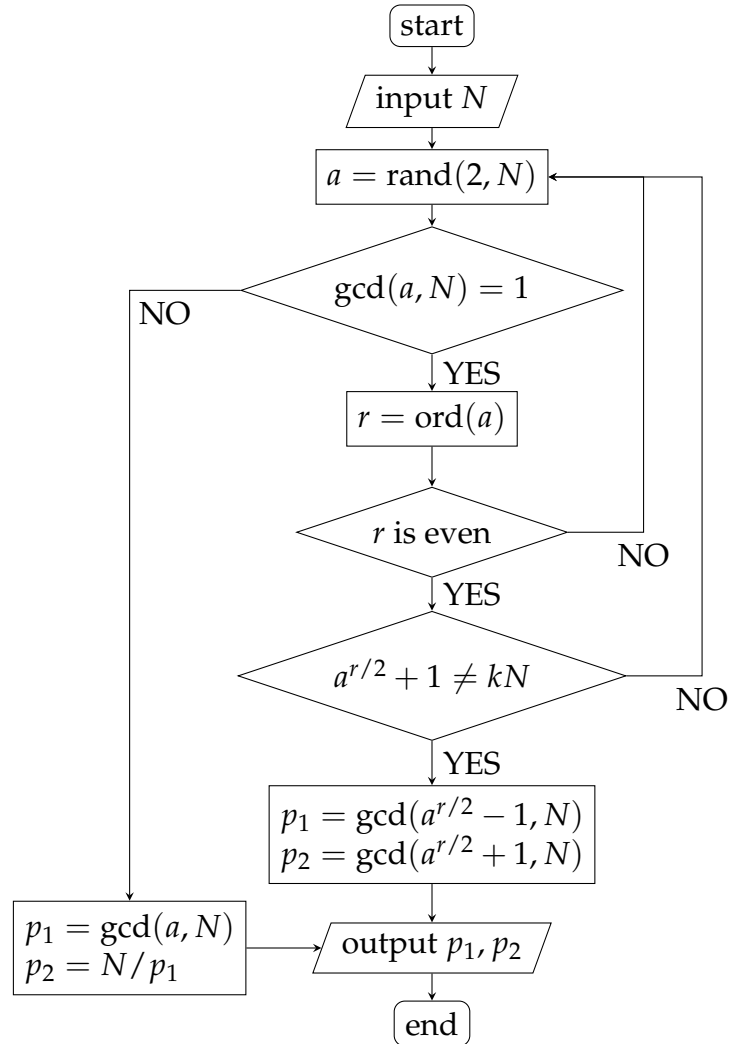 start
input N
a = rand(2, N)
gcd(a, N) = 1
NO
YES
r = ord(a)
r is even
NO
YES
a^{r/2} + 1 ≠ kN
NO
YES
p₁ = gcd(a^{r/2} − 1, N)
p₂ = gcd(a^{r/2} + 1, N)
p₁ = gcd(a, N)
p₂ = N/p₁
output p₁, p₂
end